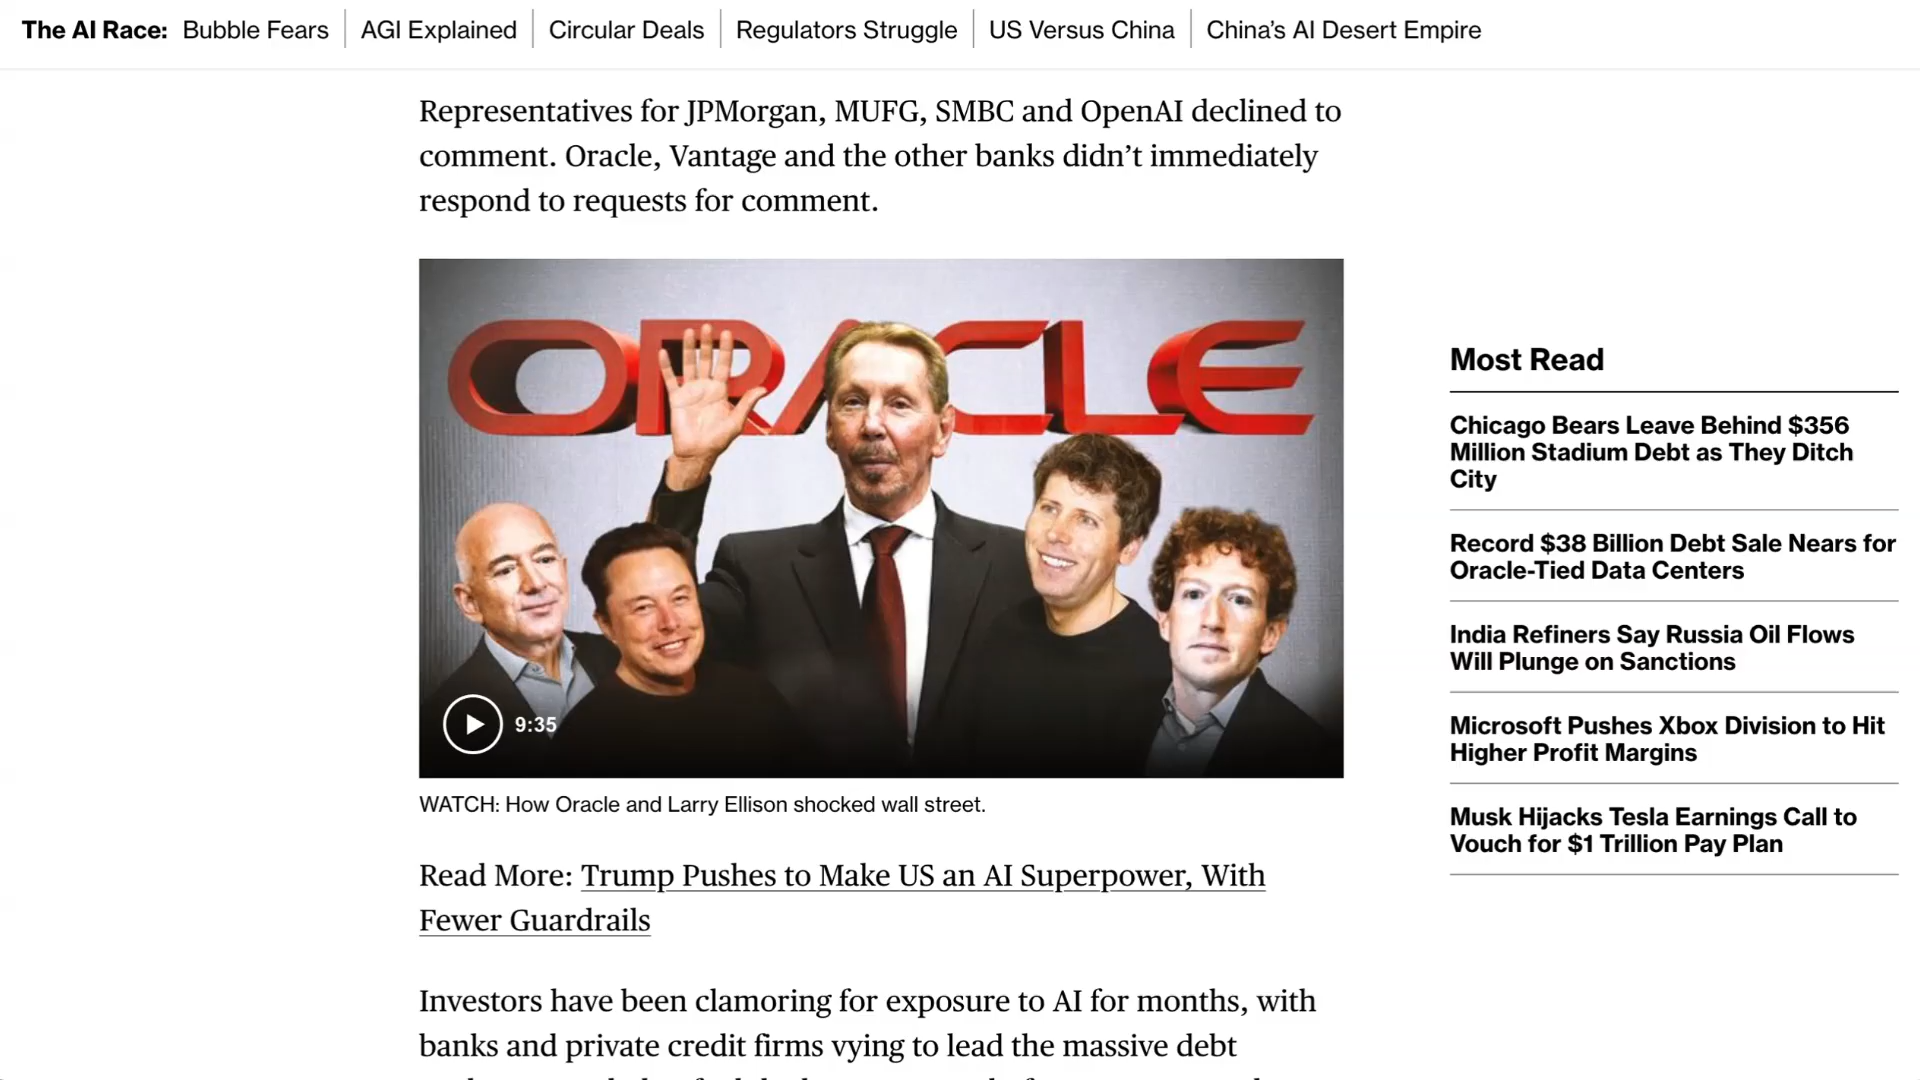 The AI Race: Bubble Fears AGI Explained Circular Deals Regulators Struggle US Versus China China’s AI Desert Empire
Representatives for JPMorgan, MUFG, SMBC and OpenAI declined to
comment. Oracle, Vantage and the other banks didn’t immediately
respond to requests for comment.
ORACLE
9:35
WATCH: How Oracle and Larry Ellison shocked wall street.
Read More: Trump Pushes to Make US an AI Superpower, With
Fewer Guardrails
Investors have been clamoring for exposure to AI for months, with
banks and private credit firms vying to lead the massive debt
Most Read
Chicago Bears Leave Behind $356
Million Stadium Debt as They Ditch
City
Record $38 Billion Debt Sale Nears for
Oracle-Tied Data Centers
India Refiners Say Russia Oil Flows
Will Plunge on Sanctions
Microsoft Pushes Xbox Division to Hit
Higher Profit Margins
Musk Hijacks Tesla Earnings Call to
Vouch for $1 Trillion Pay Plan